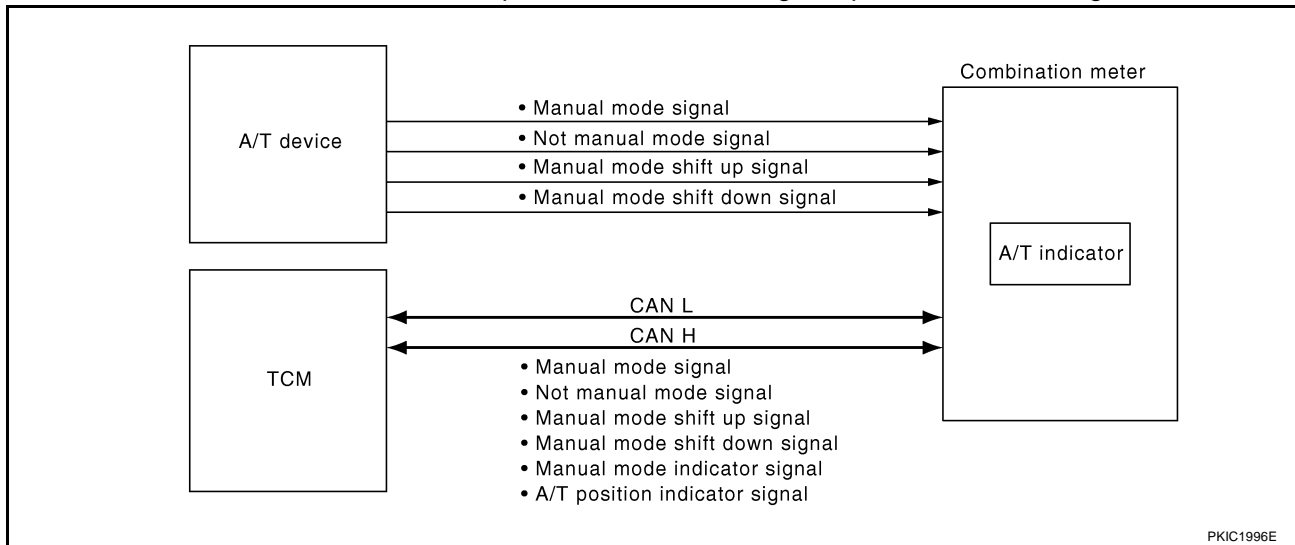 Combination meter
A/T device
• Manual mode signal
• Not manual mode signal
• Manual mode shift up signal
• Manual mode shift down signal
A/T indicator
TCM
CAN L
CAN H
• Manual mode signal
• Not manual mode signal
• Manual mode shift up signal
• Manual mode shift down signal
• Manual mode indicator signal
• A/T position indicator signal
PKIC1996E